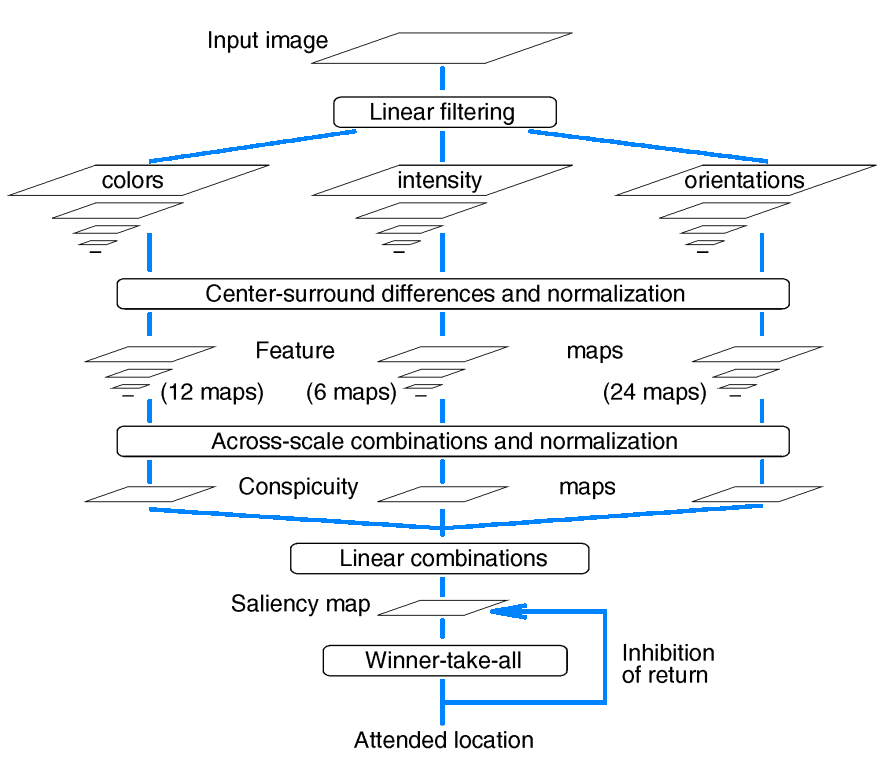 Input image
Linear filtering
colors
intensity
orientations
Center-surround differences and normalization
Feature maps
(12 maps)
(6 maps)
(24 maps)
Across-scale combinations and normalization
Conspicuity maps
Linear combinations
Saliency map
Winner-take-all
Inhibition
of return
Attended location